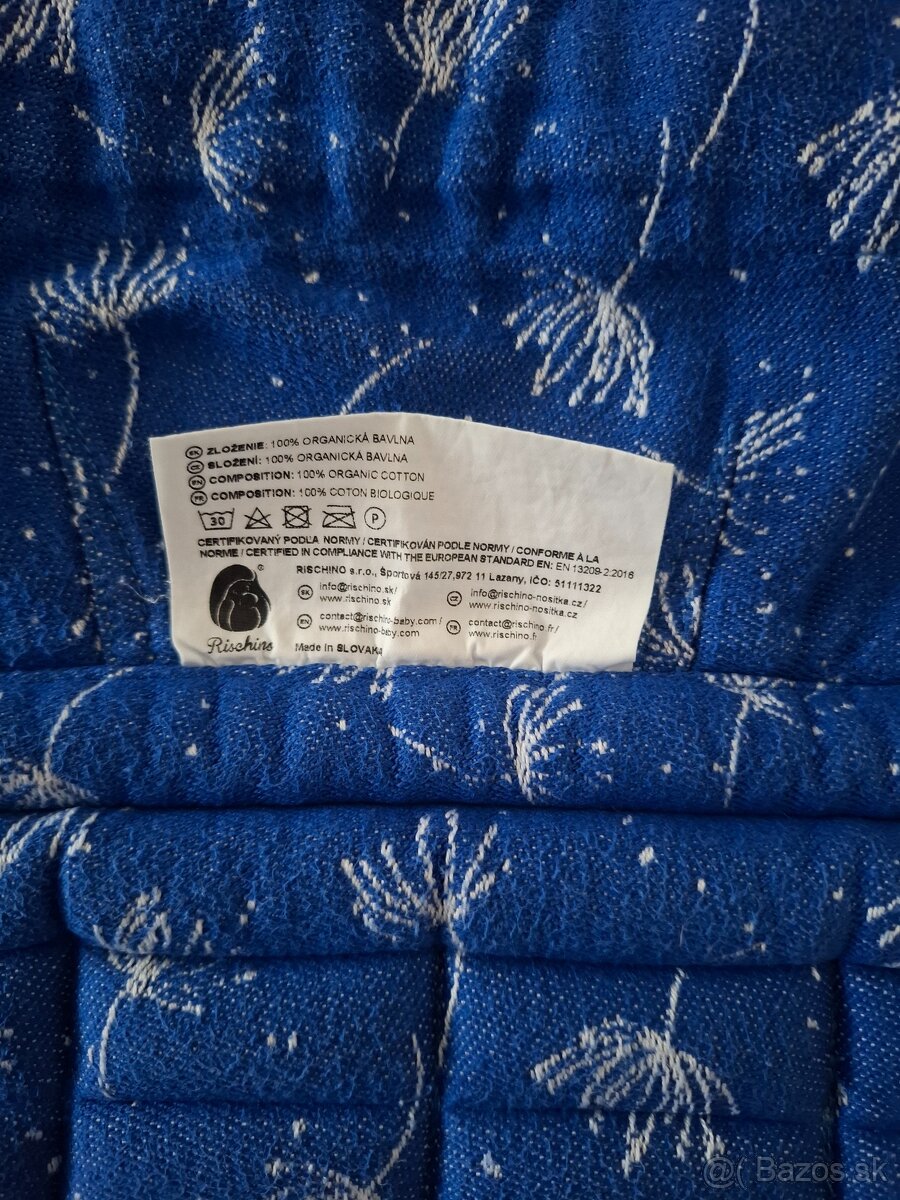 SK ZLOŽENIE: 100% ORGANICKÁ BAVLNA
CZ SLOŽENÍ: 100% ORGANICKÁ BAVLNA
EN COMPOSITION: 100% ORGANIC COTTON
FR COMPOSITION: 100% COTON BIOLOGIQUE
30 P
CERTIFIKOVANÝ PODĽA NORMY / CERTIFIKOVÁN PODLE NORMY / CONFORME À LA
NORME / CERTIFIED IN COMPLIANCE WITH THE EUROPEAN STANDARD EN: EN 13209-2:2016
RISCHINO s.r.o., Športová 145/27,972 11 Lazany, IČO: 51111322
SK info@rischino.sk/
www.rischino.sk
CZ info@rischino-nositka.cz/
www.rischino-nositka.cz
EN contact@rischino-baby.com/
www.rischino-baby.com
FR contact@rischino.fr/
www.rischino.fr
®
Rischino
Made in SLOVAKIA
@( Bazos.sk